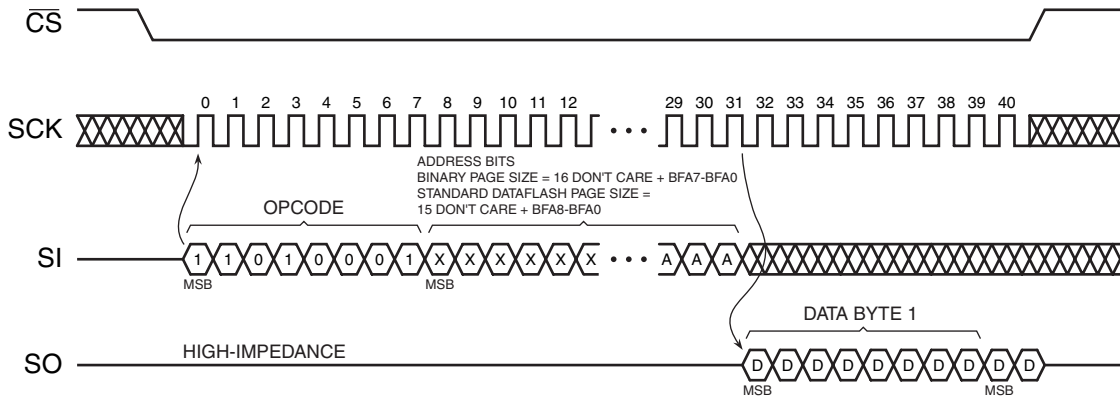 CS
0 1 2 3 4 5 6 7 8 9 10 11 12 29 30 31 32 33 34 35 36 37 38 39 40
SCK
ADDRESS BITS
BINARY PAGE SIZE = 16 DON'T CARE + BFA7-BFA0
STANDARD DATAFLASH PAGE SIZE =
15 DON'T CARE + BFA8-BFA0
OPCODE
SI 1 1 0 1 0 0 0 1 X X X X X X • • • A A A
MSB MSB
DATA BYTE 1
HIGH-IMPEDANCE
SO D D D D D D D D D D
MSB MSB